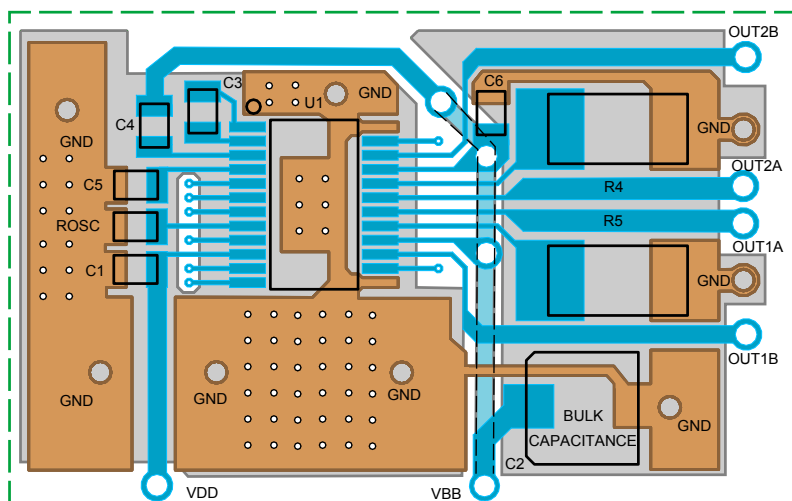 OUT2B
C3
C6
GND
U1
C4
GND
GND
OUT2A
C5
R4
ROSC
R5
OUT1A
C1
GND
OUT1B
GND
GND
GND
BULK
CAPACITANCE
GND
C2
VDD
VBB